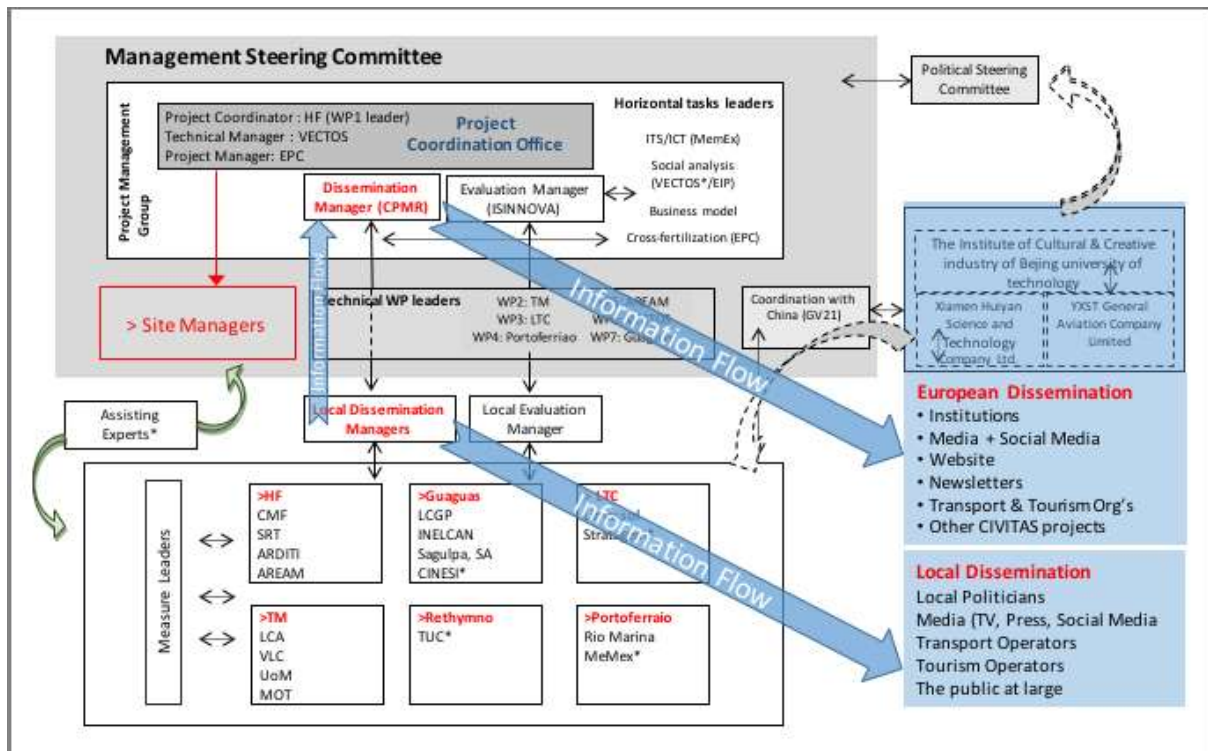 Management Steering Committee
Political Steering
Committee
Project Management
Group
Project Coordinator : HF (WP1 leader)
Technical Manager : VECTOS
Project Manager: EPC
Project
Coordination Office
Horizontal tasks leaders
ITS/ICT (MemEx)
Social analysis
(VECTOS*/EIP)
Business model
Cross-fertilization (EPC)
Dissemination
Manager (CPMR)
Evaluation Manager
(ISINNOVA)
> Site Managers
Technical WP leaders
WP2: TM
WP3: LTC
WP4: Portoferriao
WP7:
Information Flow
Information Flow
Information Flow
Coordination with
China (GV21)
The Institute of Cultural & Creative
industry of Bejing university of
technology
Xiamen Huiyan
Science and
Technology
Company Ltd.
YXST General
Aviation Company
Limited
Assisting
Experts*
Local Dissemination
Managers
Local Evaluation
Manager
Measure Leaders
>HF
CMF
SRT
ARDITI
AREAM
>Guaguas
LCGP
INELCAN
Sagulpa, SA
CINESI*
LTC
>TM
LCA
VLC
UoM
MOT
>Rethymno
TUC*
>Portoferraio
Rio Marina
MeMex*
European Dissemination
• Institutions
• Media + Social Media
• Website
• Newsletters
• Transport & Tourism Org's
• Other CIVITAS projects
Local Dissemination
Local Politicians
Media (TV, Press, Social Media
Transport Operators
Tourism Operators
The public at large